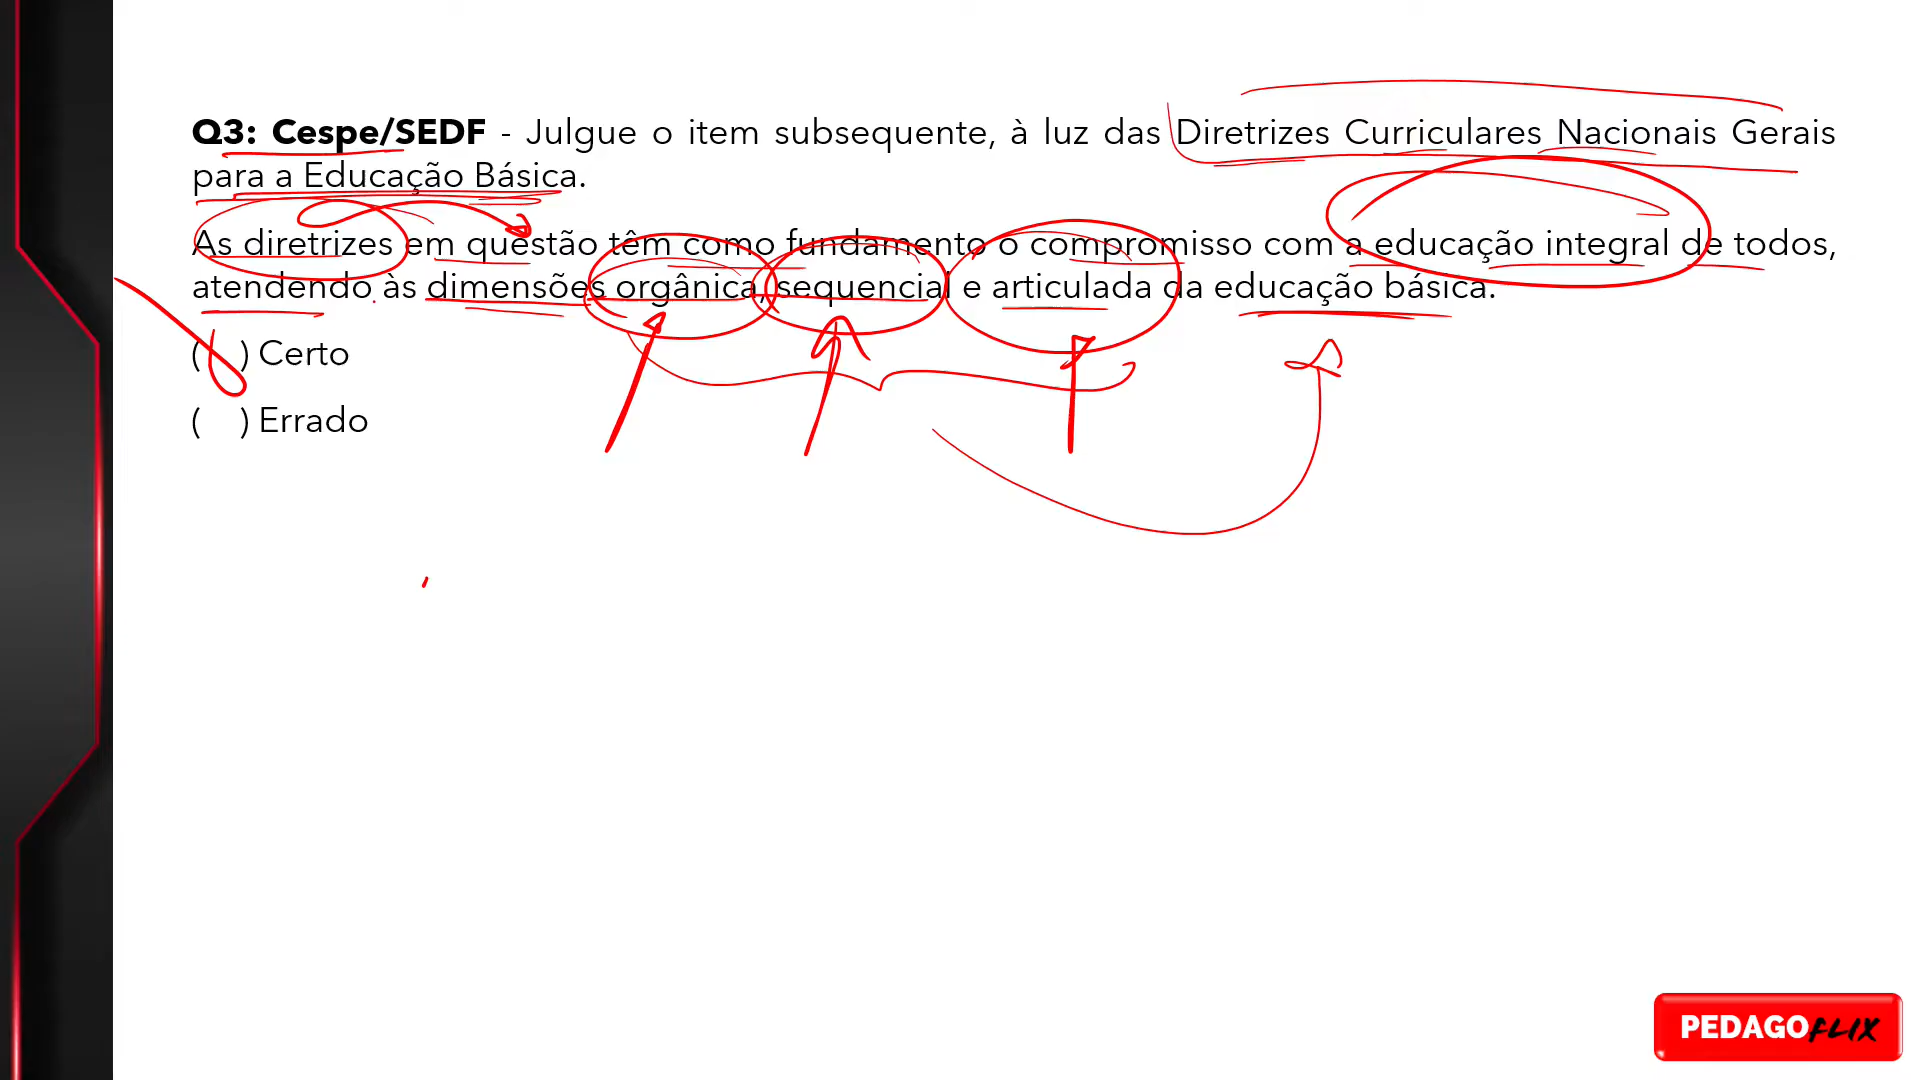 Q3: Cespe/SEDF - Julgue o item subsequente, à luz das Diretrizes Curriculares Nacionais Gerais
para a Educação Básica.
As diretrizes em questão têm como fundamento o compromisso com a educação integral de todos,
atendendo às dimensões orgânica, sequencial e articulada da educação básica.
( ) Certo
( ) Errado
PEDAGOFLIX